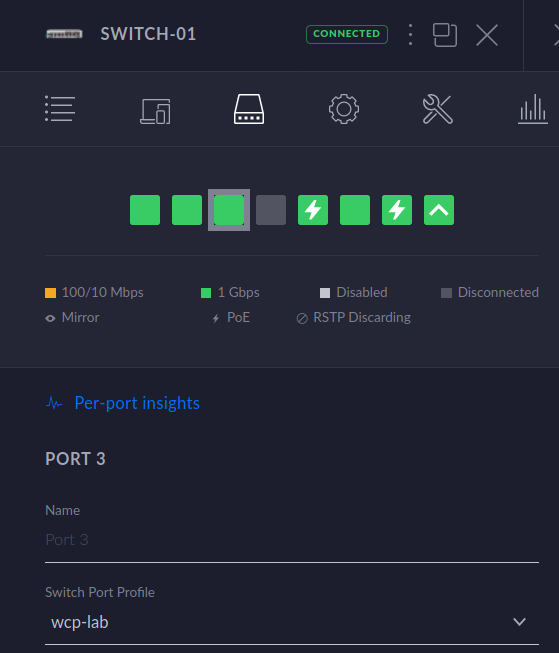 SWITCH-01 CONNECTED
100/10 Mbps 1 Gbps Disabled Disconnected
Mirror PoE RSTP Discarding
Per-port insights
PORT 3
Name
Port 3
Switch Port Profile
wcp-lab